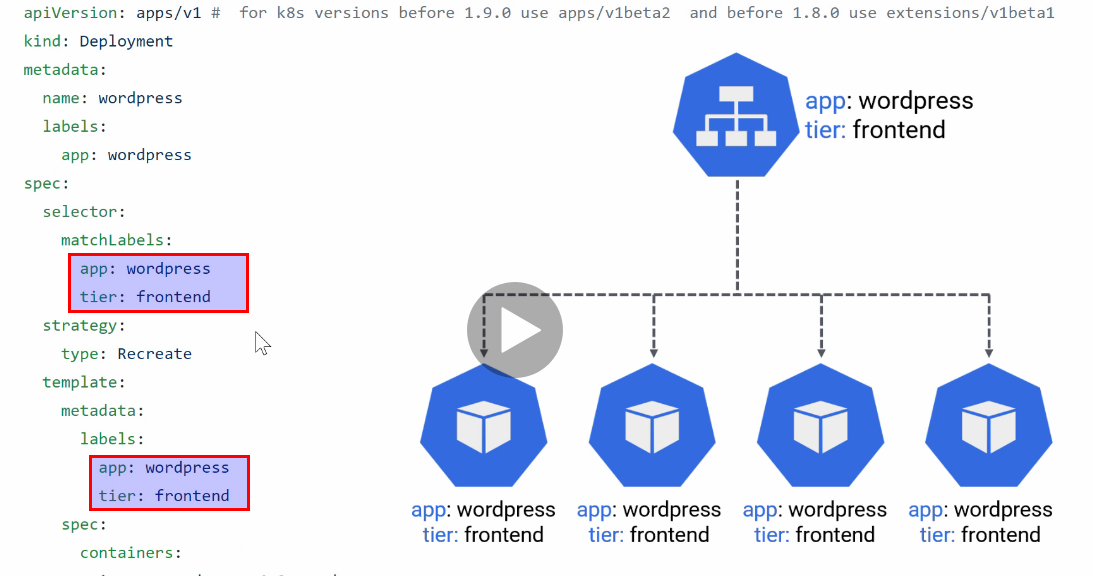 apiVersion: apps/v1 #  for k8s versions before 1.9.0 use apps/v1beta2  and before 1.8.0 use extensions/v1beta1
kind: Deployment
metadata:
  name: wordpress
  labels:
    app: wordpress
spec:
  selector:
    matchLabels:
      app: wordpress
      tier: frontend
  strategy:
    type: Recreate
  template:
    metadata:
      labels:
        app: wordpress
        tier: frontend
    spec:
      containers:
app: wordpress
tier: frontend
app: wordpress
tier: frontend
app: wordpress
tier: frontend
app: wordpress
tier: frontend
app: wordpress
tier: frontend